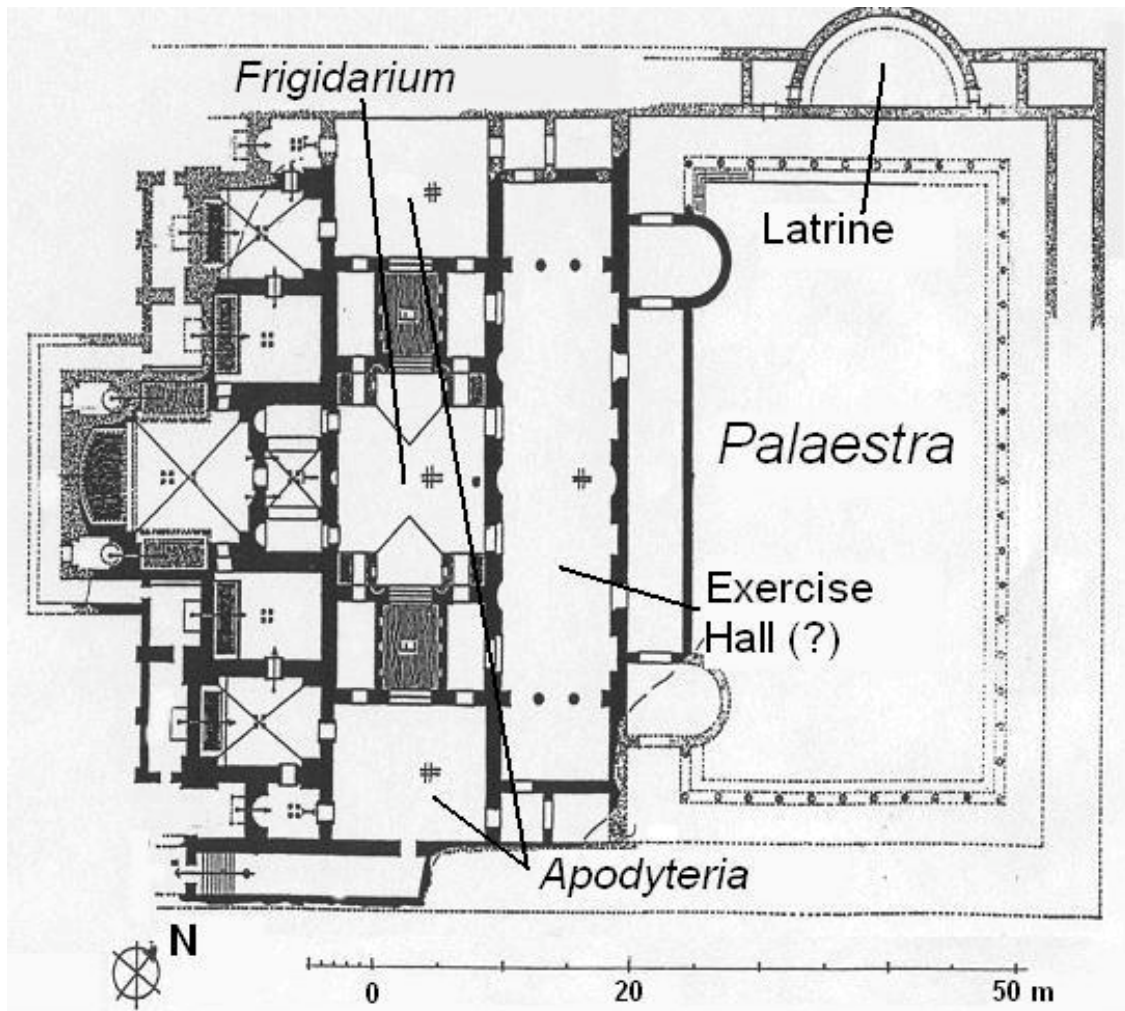 Frigidarium
Latrine
F
Palaestra
Exercise
Hall (?)
F
Apodyteria
N
0
20
50 m